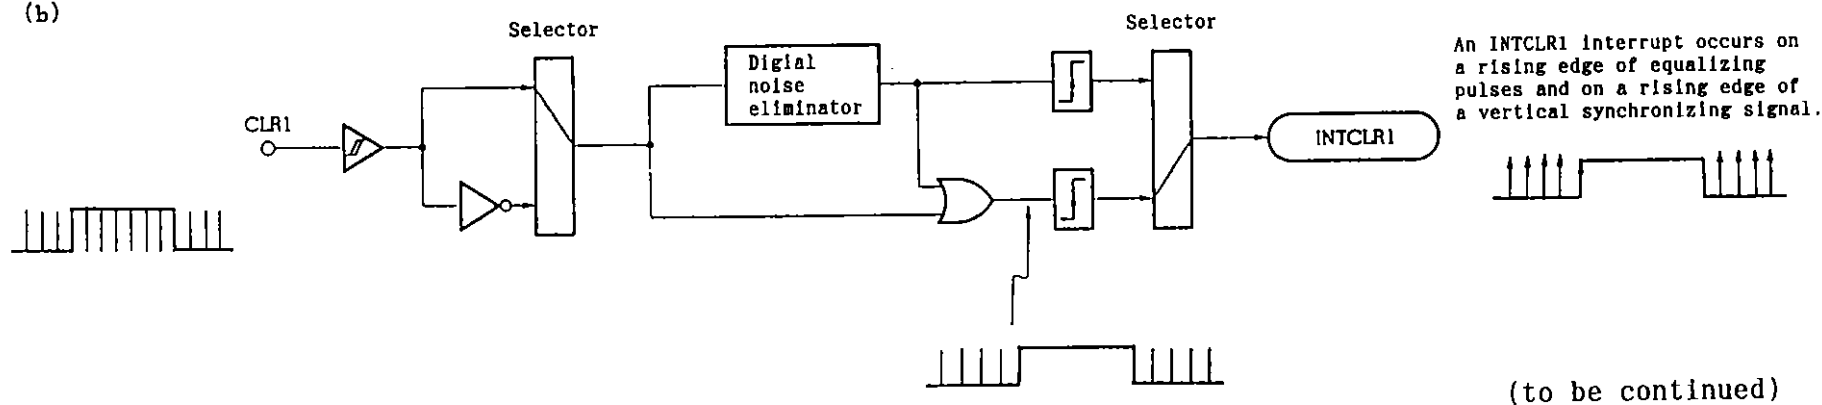 (b)
Selector
Selector
Digial
noise
eliminator
CLR1
INTCLR1
An INTCLR1 interrupt occurs on
a rising edge of equalizing
pulses and on a rising edge of
a vertical synchronizing signal.
(to be continued)